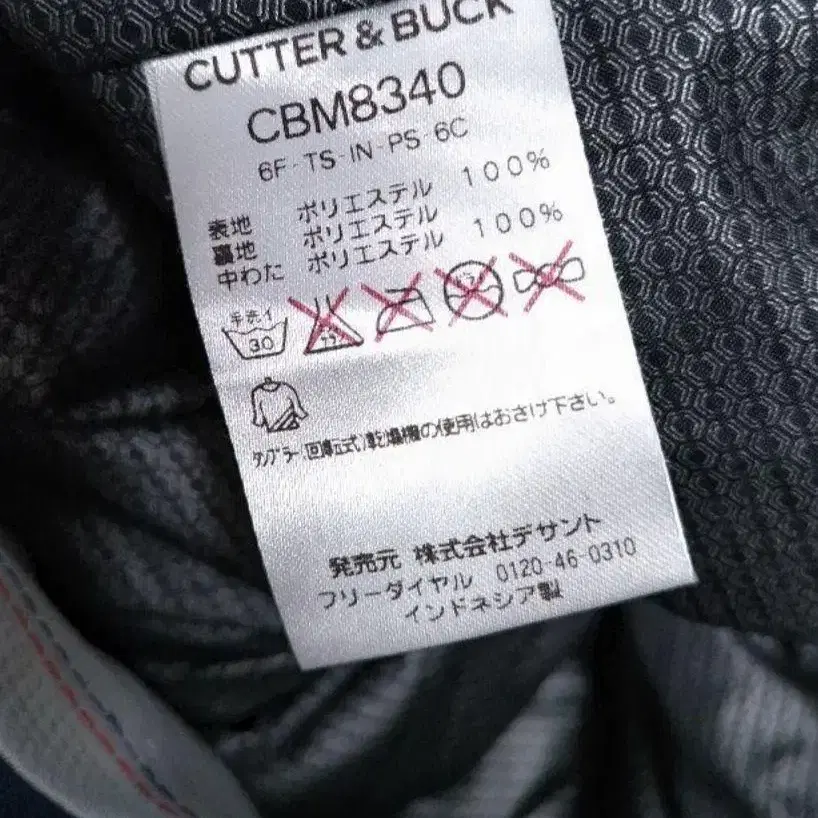 CUTTER & BUCK
CBM8340
6F-TS-IN-PS-6C
表地 ポリエステル 100%
裏地 ポリエステル 100%
中わた ポリエステル
手洗イ
30
タンブラー(回転式)乾燥機の使用はおさけ下さい。
発売元 株式会社デサント
フリーダイヤル 0120-46-0310
インドネシア製